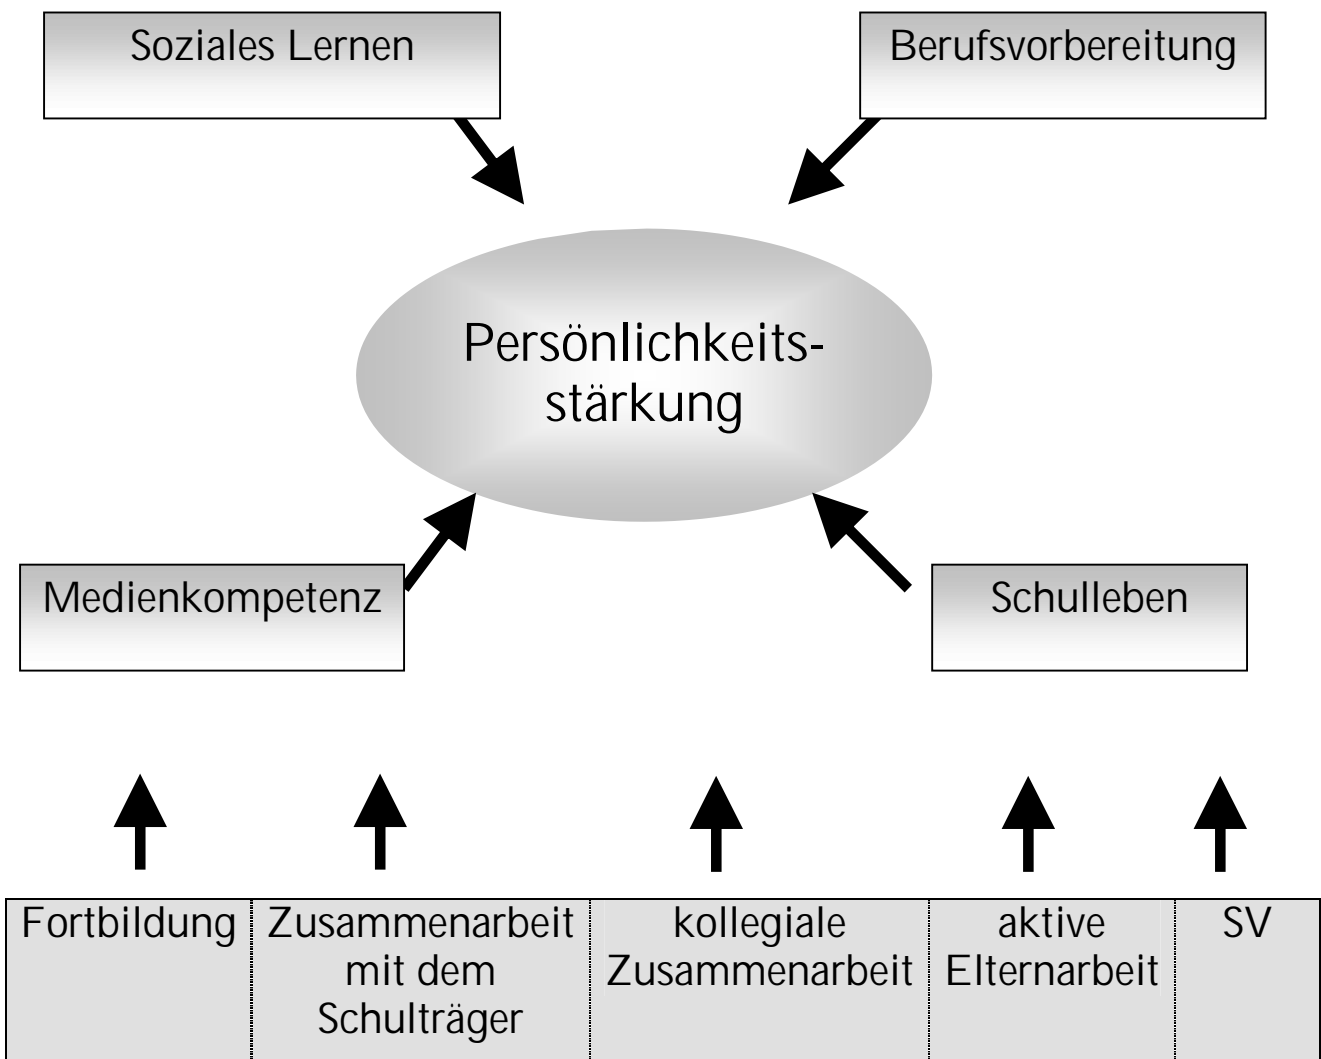 Soziales Lernen
Berufsvorbereitung
Persönlichkeits-
stärkung
Medienkompetenz
Schulleben
Fortbildung
Zusammenarbeit
mit dem
Schulträger
kollegiale
Zusammenarbeit
aktive
Elternarbeit
SV